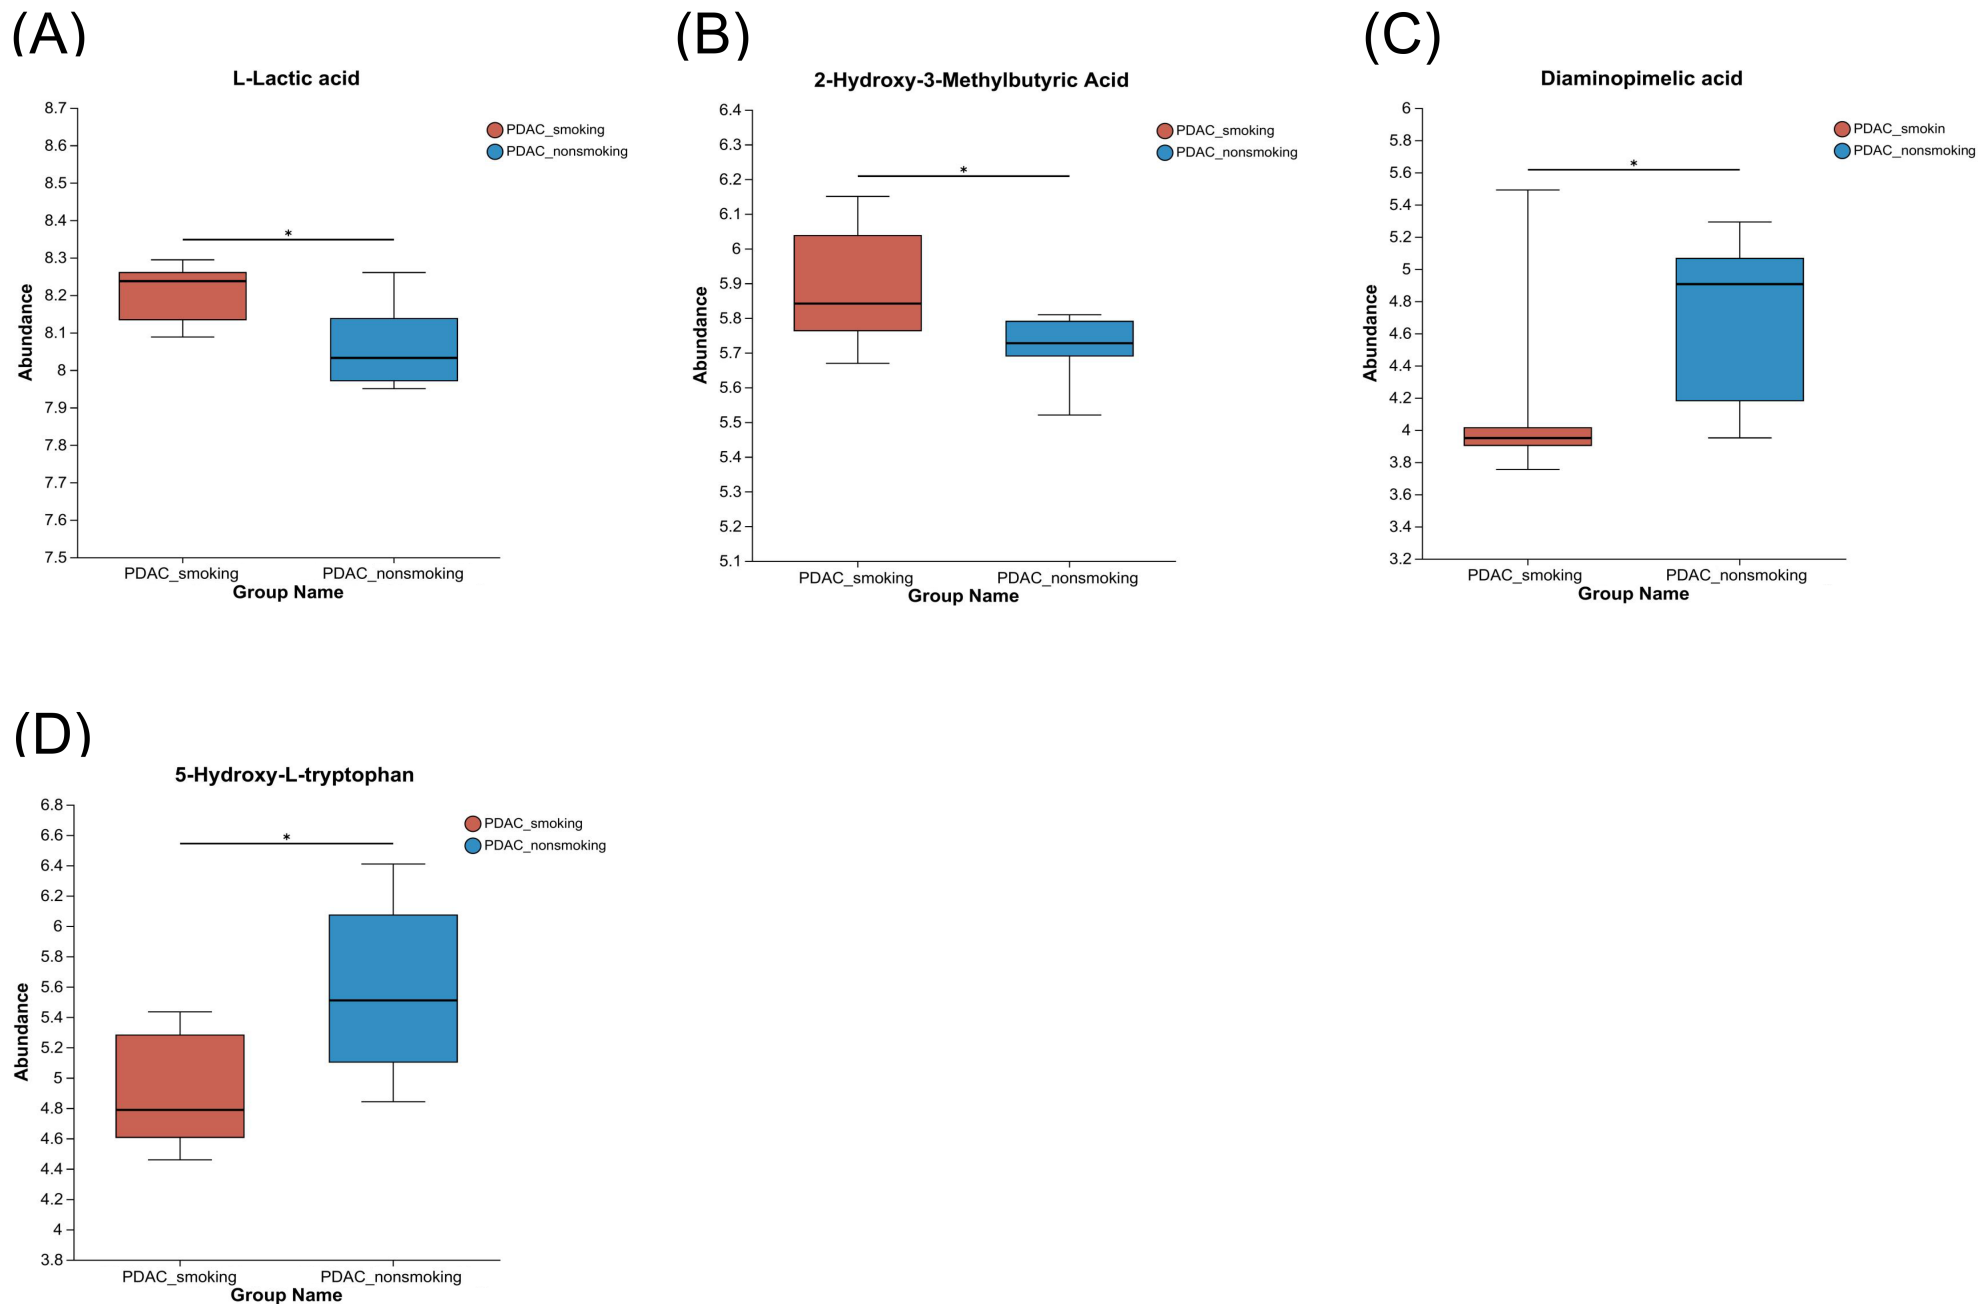 (A)
L-Lactic acid
8.7
8.6
8.5
8.4
8.3
8.2
8.1
8
7.9
7.8
7.7
7.6
7.5
Abundance
*
PDAC_smoking
PDAC_nonsmoking
PDAC_smoking PDAC_nonsmoking
Group Name
(B)
2-Hydroxy-3-Methylbutyric Acid
6.4
6.3
6.2
6.1
6
5.9
5.8
5.7
5.6
5.5
5.4
5.3
5.2
5.1
Abundance
*
PDAC_smoking
PDAC_nonsmoking
PDAC_smoking PDAC_nonsmoking
Group Name
(C)
Diaminopimelic acid
6
5.8
5.6
5.4
5.2
5
4.8
4.6
4.4
4.2
4
3.8
3.6
3.4
3.2
Abundance
*
PDAC_smokin
PDAC_nonsmoking
PDAC_smoking PDAC_nonsmoking
Group Name
(D)
5-Hydroxy-L-tryptophan
6.8
6.6
6.4
6.2
6
5.8
5.6
5.4
5.2
5
4.8
4.6
4.4
4.2
4
3.8
Abundance
*
PDAC_smoking
PDAC_nonsmoking
PDAC_smoking PDAC_nonsmoking
Group Name